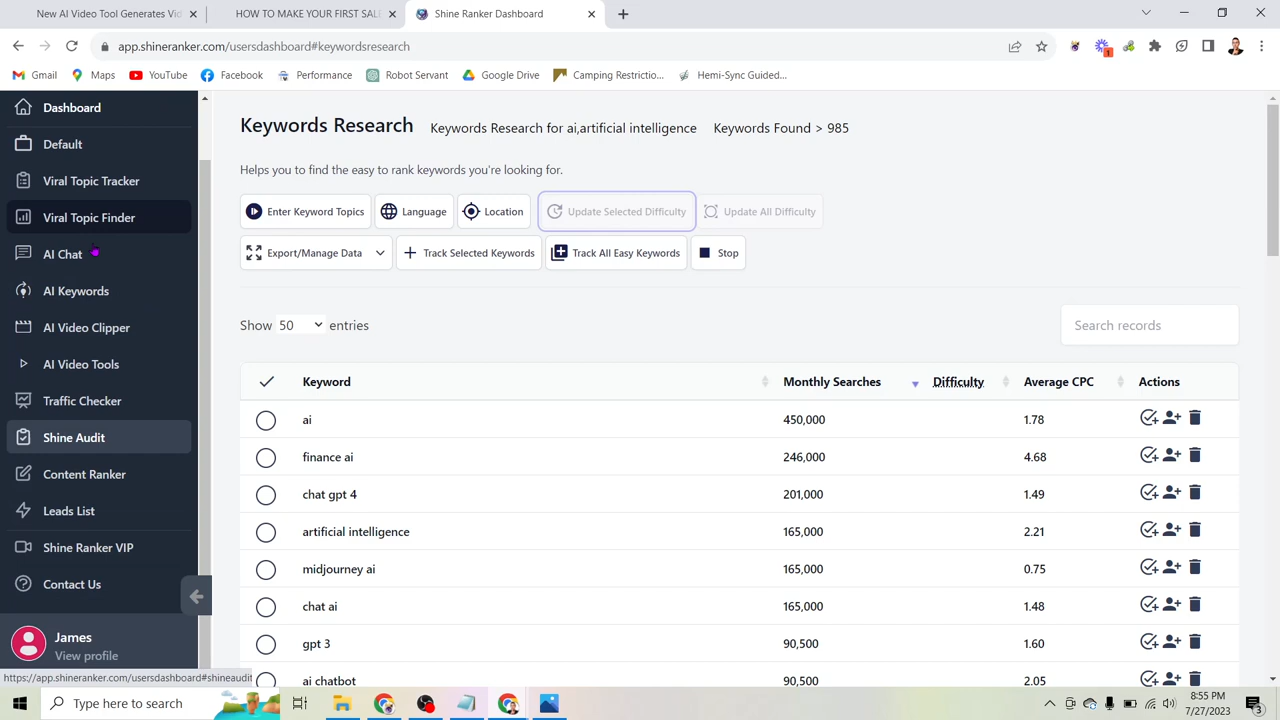 New AI Video Tool Generates Vi
HOW TO MAKE YOUR FIRST SAL
Shine Ranker Dashboard
app.shineranker.com/usersdashboard#keywordsresearch
1
Gmail
Maps
YouTube
Facebook
Performance
Robot Servant
Google Drive
Camping Restrictio...
Hemi-Sync Guided...
Dashboard
Default
Viral Topic Tracker
Viral Topic Finder
AI Chat
AI Keywords
AI Video Clipper
AI Video Tools
Traffic Checker
Shine Audit
Content Ranker
Leads List
Shine Ranker VIP
Contact Us
James
View profile
https://app.shineranker.com/usersdashboard#shineaudit
Keywords Research Keywords Research for ai,artificial intelligence Keywords Found > 985
Helps you to find the easy to rank keywords you're looking for.
Enter Keyword Topics Language Location Update Selected Difficulty Update All Difficulty
Export/Manage Data Track Selected Keywords Track All Easy Keywords Stop
Show 50 entries Search records
Keyword Monthly Searches Difficulty Average CPC Actions
ai 450,000 1.78
finance ai 246,000 4.68
chat gpt 4 201,000 1.49
artificial intelligence 165,000 2.21
midjourney ai 165,000 0.75
chat ai 165,000 1.48
gpt 3 90,500 1.60
ai chatbot 90,500 2.05
Type here to search
8:55 PM
7/27/2023
3